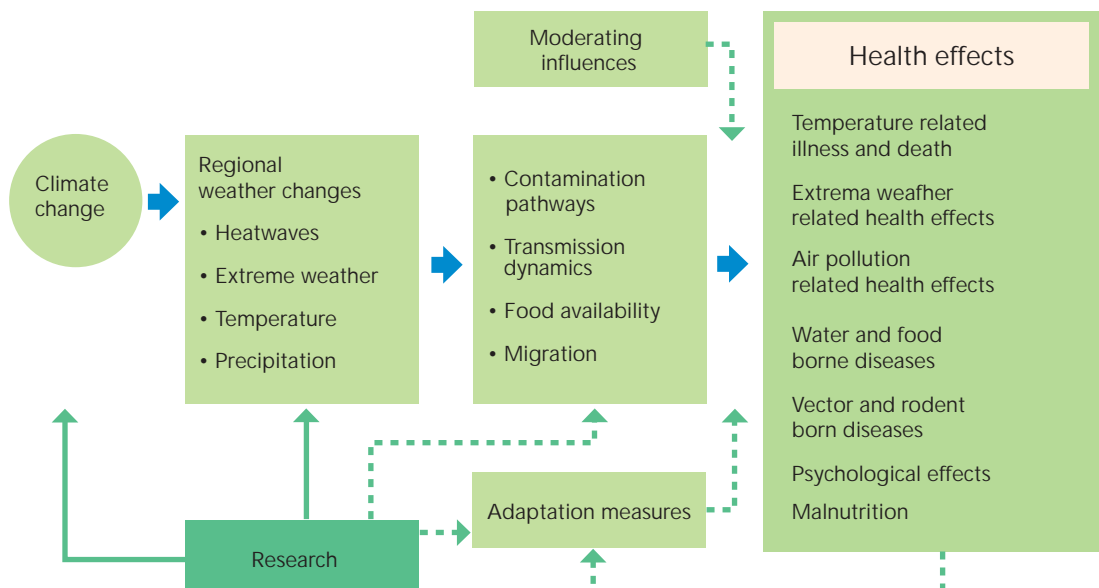 Moderating
influences
Health effects
Climate
change
Regional
weather changes
• Heatwaves
• Extreme weather
• Temperature
• Precipitation
• Contamination
pathways
• Transmission
dynamics
• Food availability
• Migration
Temperature related
illness and death
Extrema weafher
related health effects
Air pollution
related health effects
Water and food
borne diseases
Vector and rodent
born diseases
Psychological effects
Malnutrition
Adaptation measures
Research